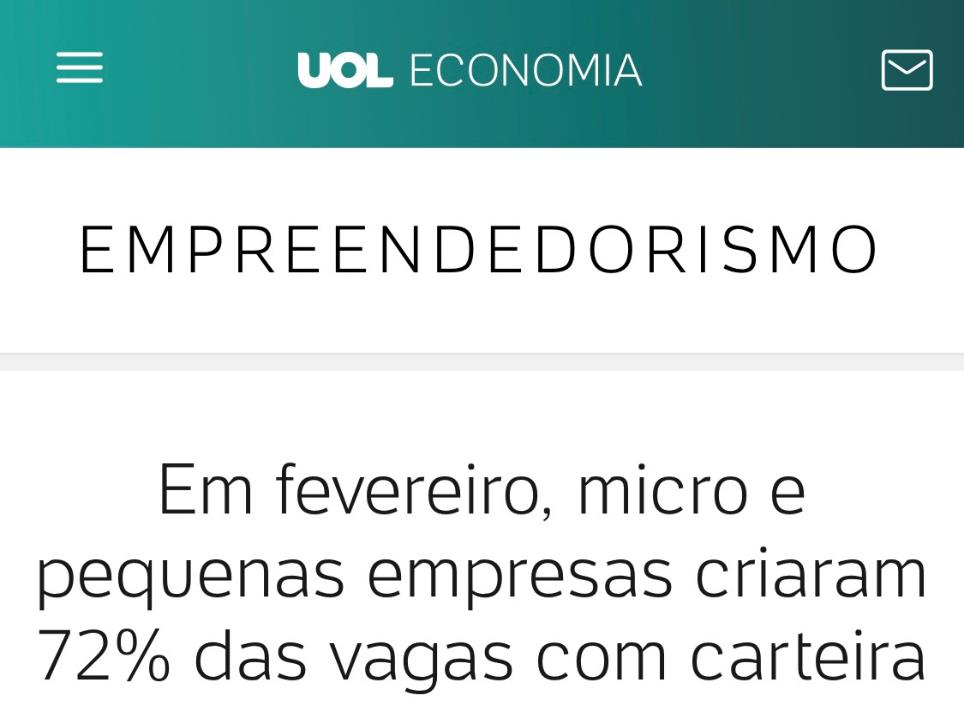 UOL ECONOMIA
EMPREENDEDORISMO
Em fevereiro, micro e
pequenas empresas criaram
72% das vagas com carteira